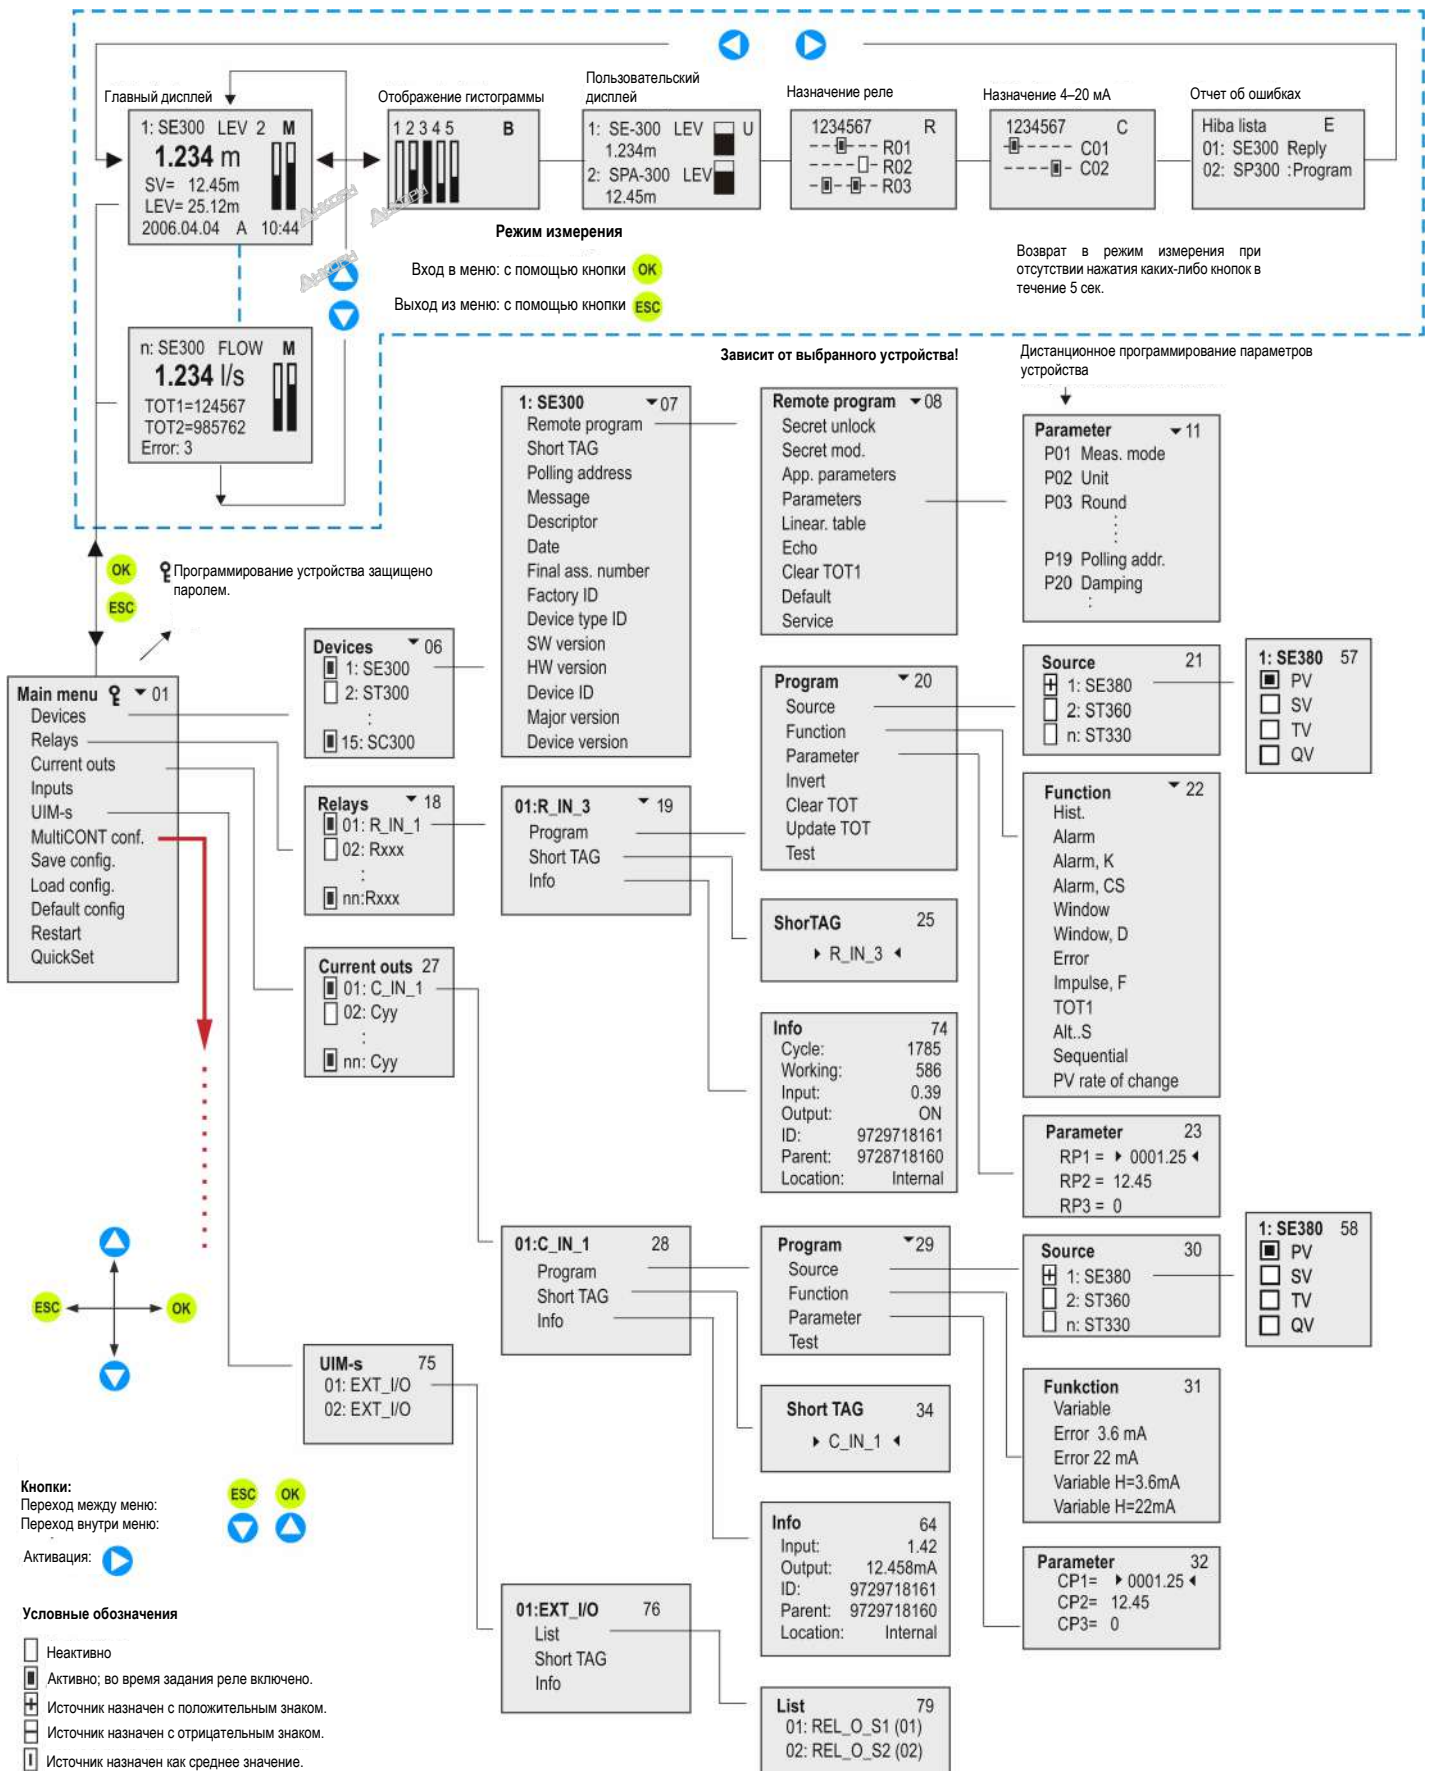 Главный дисплей
1: SE300 LEV 2 M
1.234 m
SV= 12.45m
LEV= 25.12m
2006.04.04 A 10:44
Отображение гистограммы
1 2 3 4 5 B
Пользовательский
дисплей
1: SE-300 LEV U
1.234m
2: SPA-300 LEV
12.45m
Назначение реле
1234567 R
R01
R02
R03
Назначение 4–20 мА
1234567 C
C01
C02
Отчет об ошибках
Hiba lista E
01: SE300 Reply
02: SP300 :Program
Режим измерения
Вход в меню: с помощью кнопки OK
Выход из меню: с помощью кнопки ESC
Возврат в режим измерения при
отсутствии нажатия каких-либо кнопок в
течение 5 сек.
n: SE300 FLOW M
1.234 l/s
TOT1=124567
TOT2=985762
Error: 3
Зависит от выбранного устройства!
Дистанционное программирование параметров
устройства
OK
ESC
Программирование устройства защищено
паролем.
Main menu 01
Devices
Relays
Current outs
Inputs
UIM-s
MultiCONT conf.
Save config.
Load config.
Default config
Restart
QuickSet
Devices 06
1: SE300
2: ST300
:
15: SC300
Relays 18
01: R_IN_1
02: Rxxx
:
nn:Rxxx
Current outs 27
01: C_IN_1
02: Cyy
:
nn: Cyy
UIM-s 75
01: EXT_I/O
02: EXT_I/O
1: SE300 07
Remote program
Short TAG
Polling address
Message
Descriptor
Date
Final ass. number
Factory ID
Device type ID
SW version
HW version
Device ID
Major version
Device version
01:R_IN_3 19
Program
Short TAG
Info
01:C_IN_1 28
Program
Short TAG
Info
01:EXT_I/O 76
List
Short TAG
Info
Remote program 08
Secret unlock
Secret mod.
App. parameters
Parameters
Linear. table
Echo
Clear TOT1
Default
Service
Program 20
Source
Function
Parameter
Invert
Clear TOT
Update TOT
Test
ShorTAG 25
R_IN_3
Info 74
Cycle: 1785
Working: 586
Input: 0.39
Output: ON
ID: 9729718161
Parent: 9728718160
Location: Internal
Program 29
Source
Function
Parameter
Test
Short TAG 34
C_IN_1
Info 64
Input: 1.42
Output: 12.458mA
ID: 9729718161
Parent: 9729718160
Location: Internal
List 79
01: REL_O_S1 (01)
02: REL_O_S2 (02)
Parameter 11
P01 Meas. mode
P02 Unit
P03 Round
P19 Polling addr.
P20 Damping
:
Source 21
1: SE380
2: ST360
n: ST330
1: SE380 57
PV
SV
TV
QV
Function 22
Hist.
Alarm
Alarm, K
Alarm, CS
Window
Window, D
Error
Impulse, F
TOT1
Alt..S
Sequential
PV rate of change
Parameter 23
RP1 = 0001.25
RP2 = 12.45
RP3 = 0
Source 30
1: SE380
2: ST360
n: ST330
1: SE380 58
PV
SV
TV
QV
Funkction 31
Variable
Error 3.6 mA
Error 22 mA
Variable H=3.6mA
Variable H=22mA
Parameter 32
CP1= 0001.25
CP2= 12.45
CP3= 0
ESC OK
Кнопки:
Переход между меню: ESC OK
Переход внутри меню:
Активация:
Условные обозначения
Неактивно
Активно; во время задания реле включено.
Источник назначен с положительным знаком.
Источник назначен с отрицательным знаком.
Источник назначен как среднее значение.